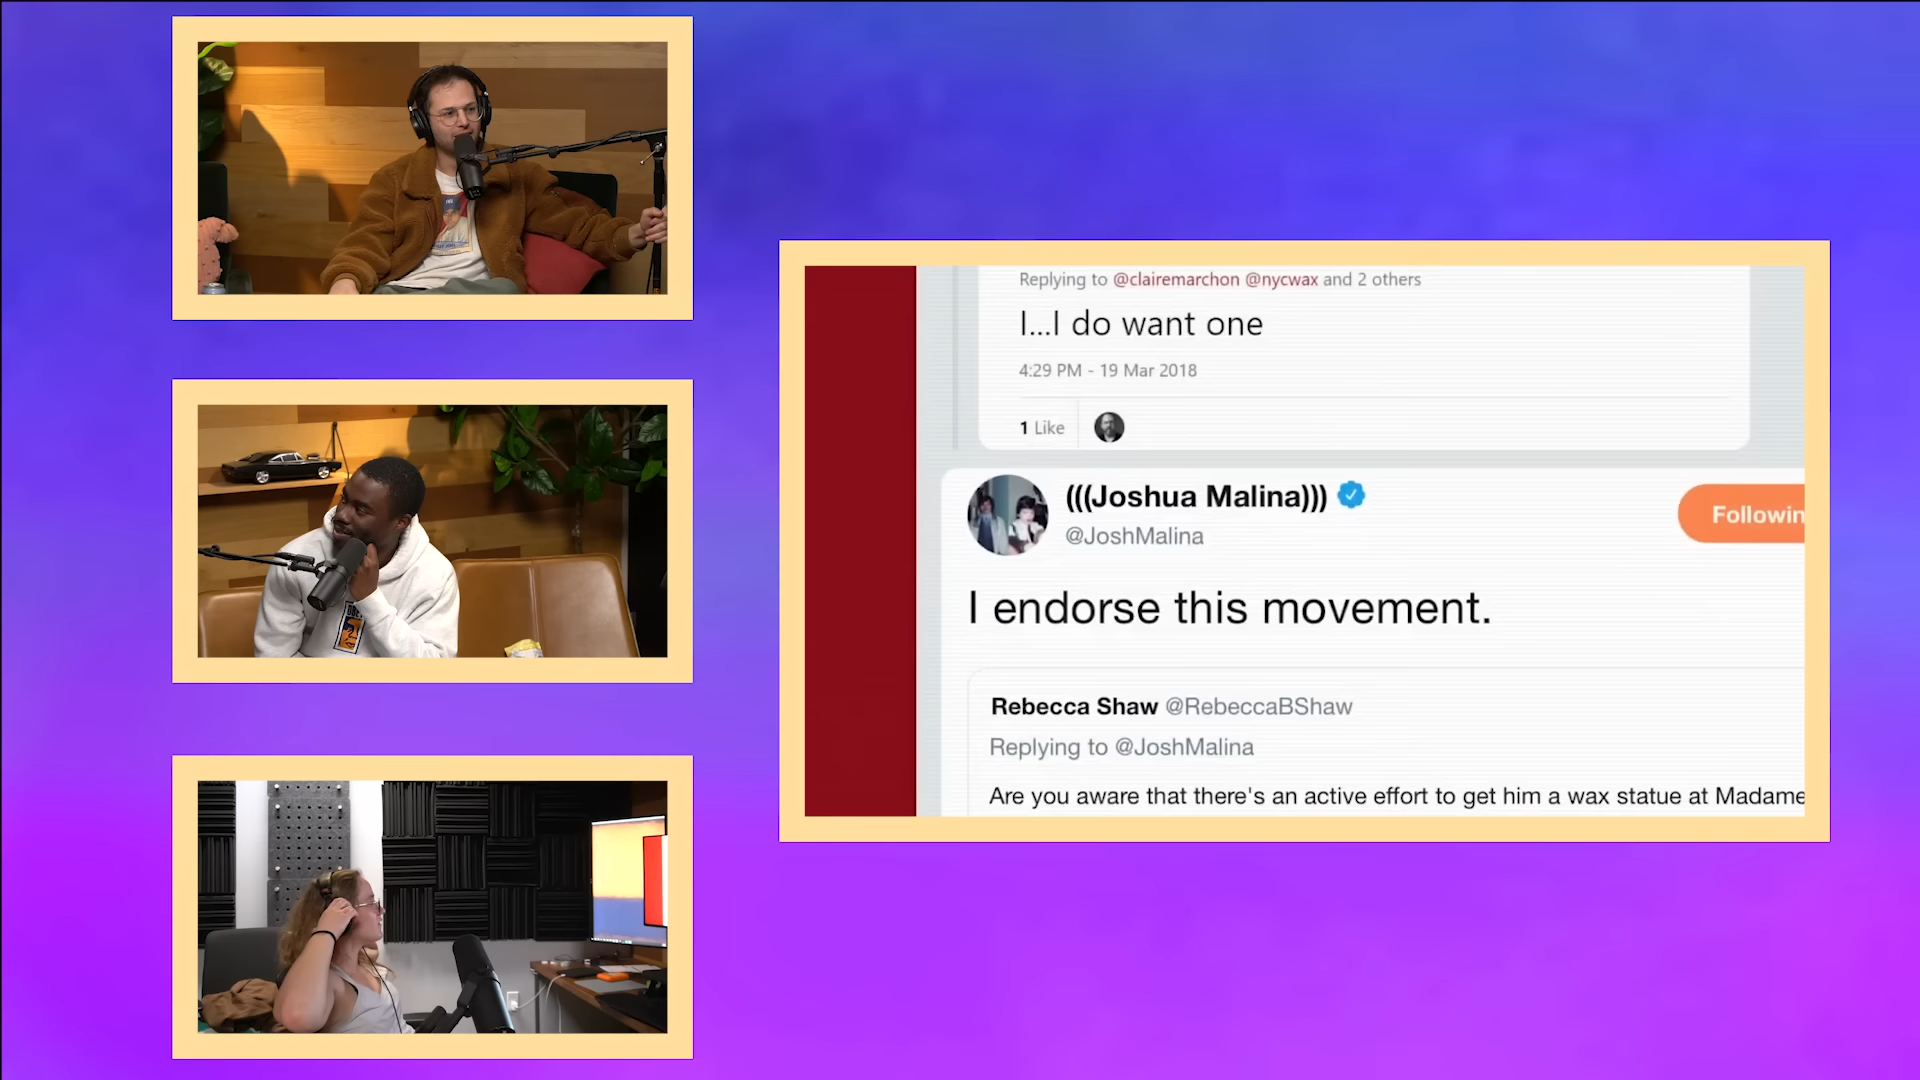 Replying to @clairemarchon @nycwax and 2 others
I...I do want one
4:29 PM - 19 Mar 2018
1 Like
(((Joshua Malina)))
@JoshMalina
Followin
I endorse this movement.
Rebecca Shaw @RebeccaBShaw
Replying to @JoshMalina
Are you aware that there's an active effort to get him a wax statue at Madame